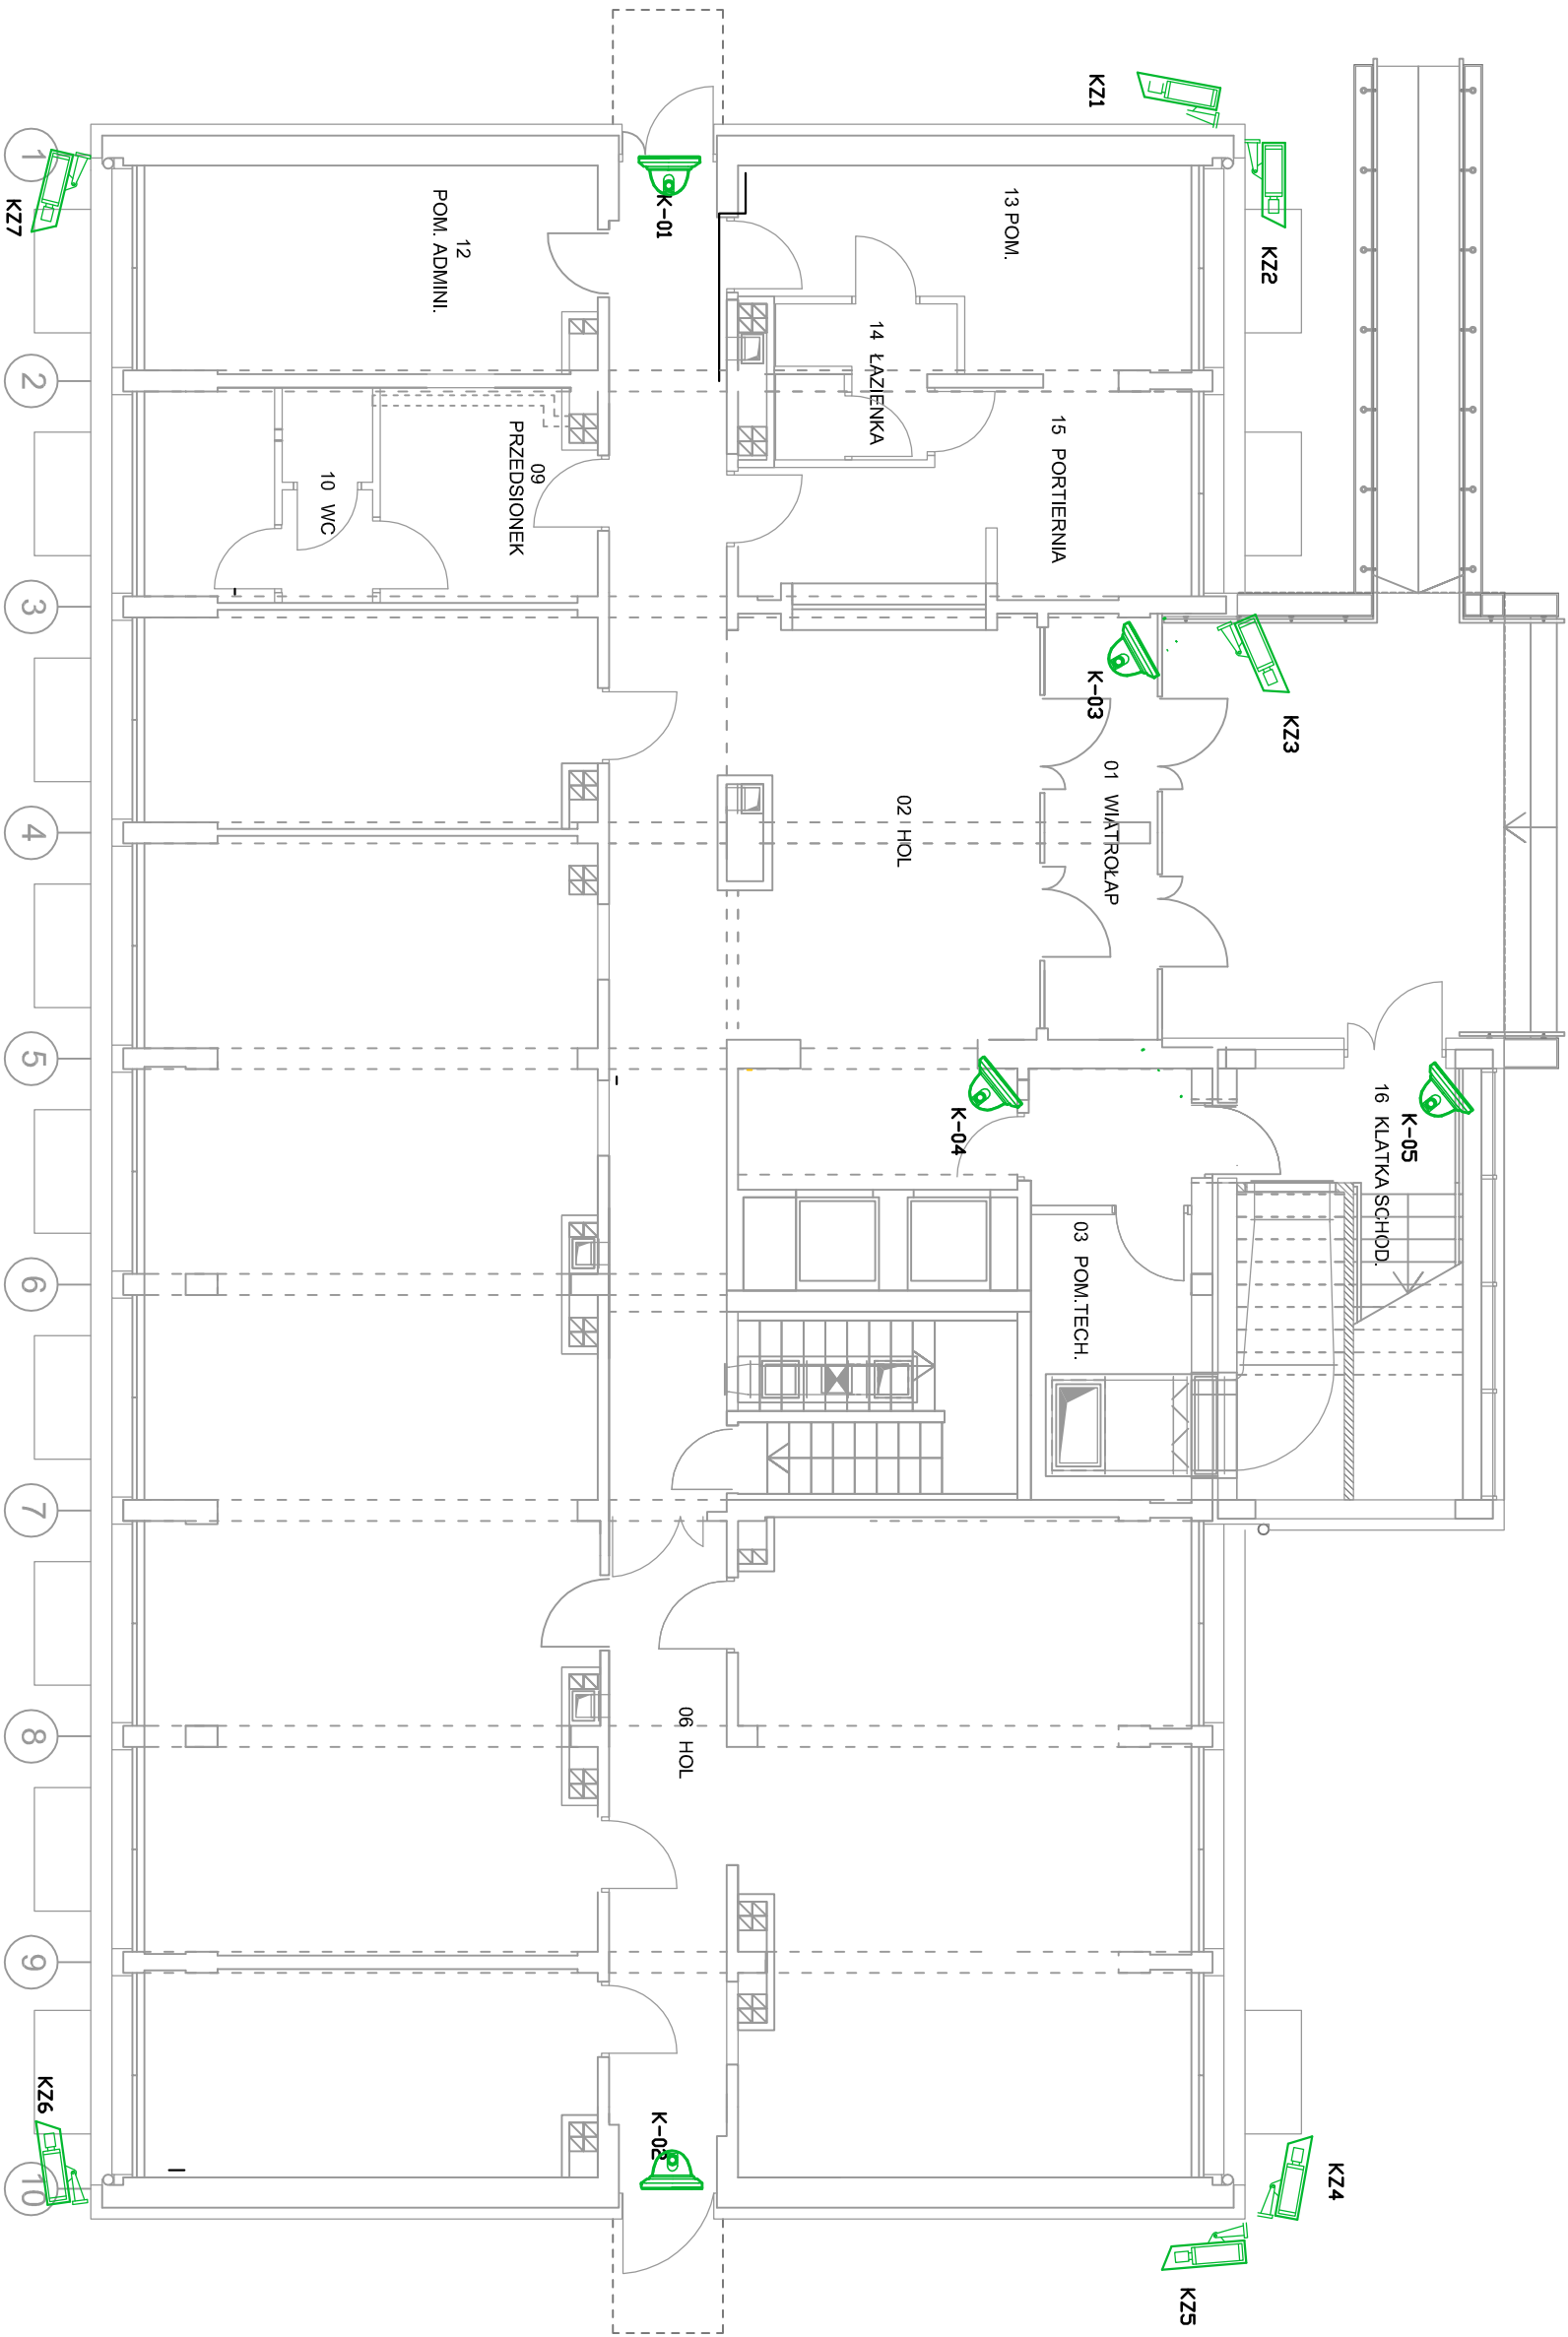 KZ1
KZ2
KZ7
K-01
12
POM. ADMINI.
13 POM.
14 ŁAZIENKA
15 PORTIERNIA
09
PRZEDSIONEK
10 WC
K-03
KZ3
01 WIATROŁAP
02 HOL
K-04
K-05
16 KLATKA SCHOD.
03 POM.TECH.
06 HOL
K-02
KZ6
KZ4
KZ5
1
2
3
4
5
6
7
8
9
10